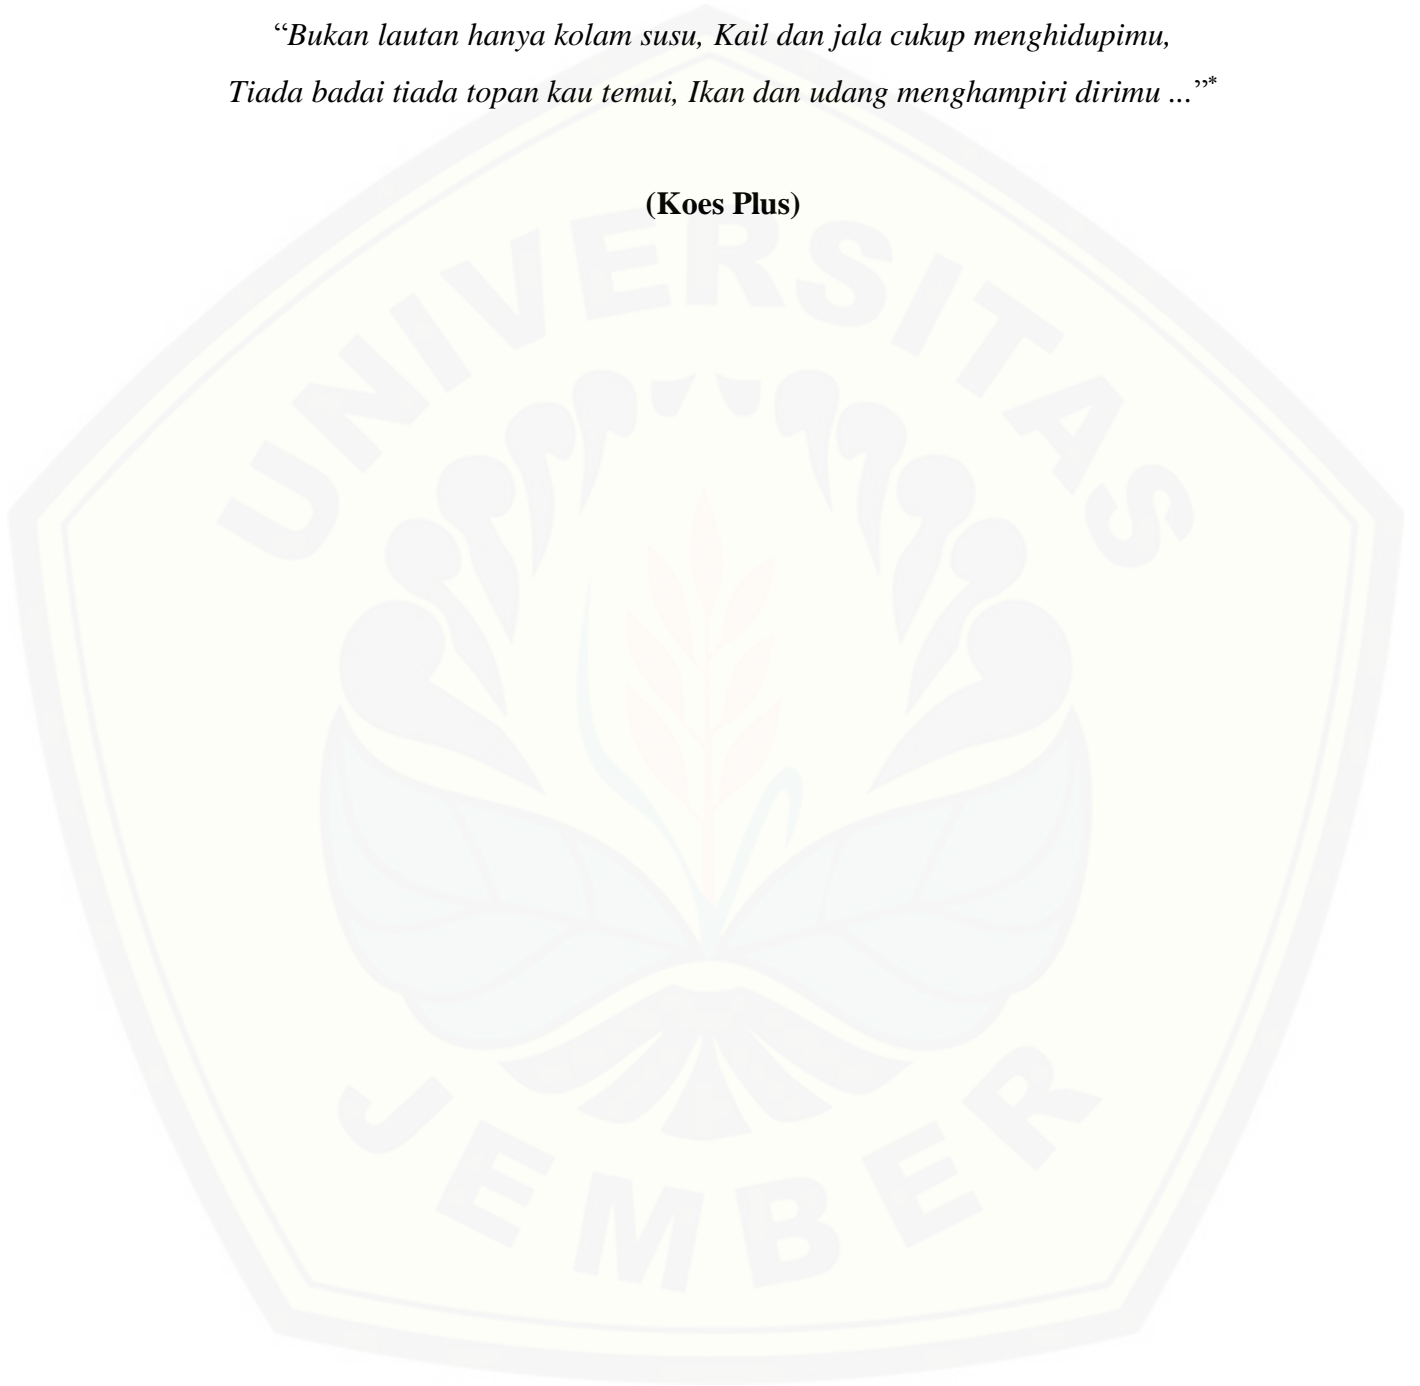 “Bukan lautan hanya kolam susu, Kail dan jala cukup menghidupimu,
Tiada badai tiada topan kau temui, Ikan dan udang menghampiri dirimu ...”*
(Koes Plus)
UNIVERSITAS
JEMBER